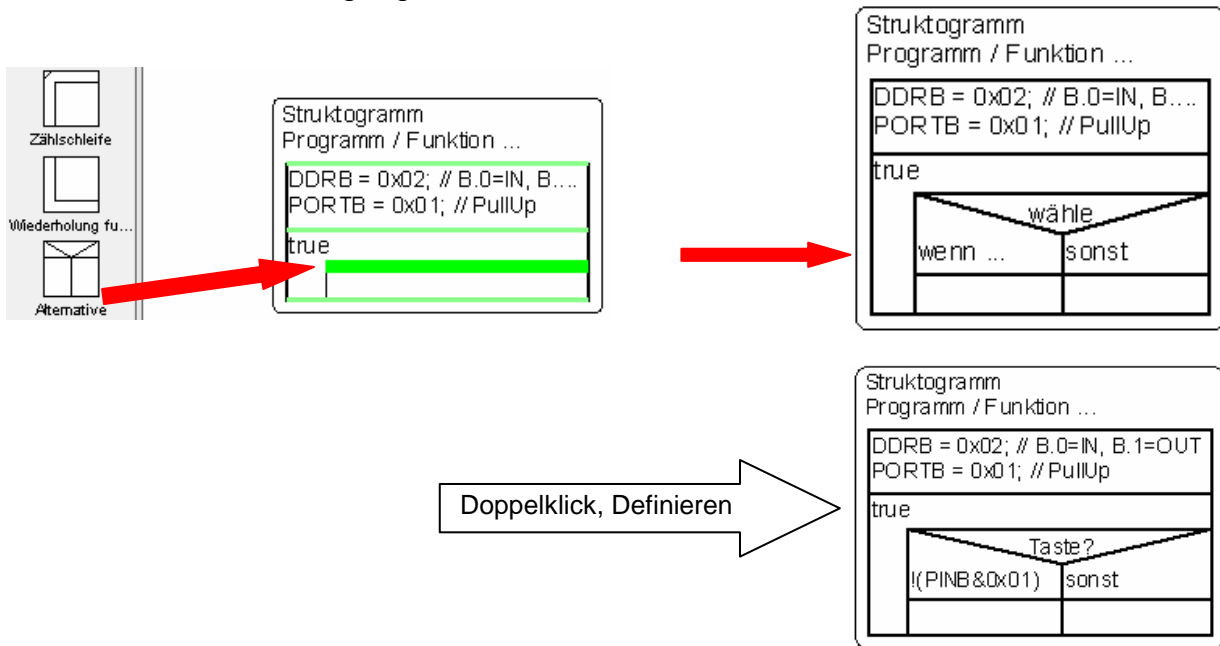 Zählschleife
Wiederholung fu...
Alternative
Struktogramm
Programm / Funktion ...
DDRB = 0x02; // B.0=IN, B....
PORTB = 0x01; // PullUp
true
Struktogramm
Programm / Funktion ...
DDRB = 0x02; // B.0=IN, B....
PORTB = 0x01; // PullUp
true
wähle
wenn ... sonst
Doppelklick, Definieren
Struktogramm
Programm / Funktion ...
DDRB = 0x02; // B.0=IN, B.1=OUT
PORTB = 0x01; // PullUp
true
Taste?
!(PINB&0x01) sonst